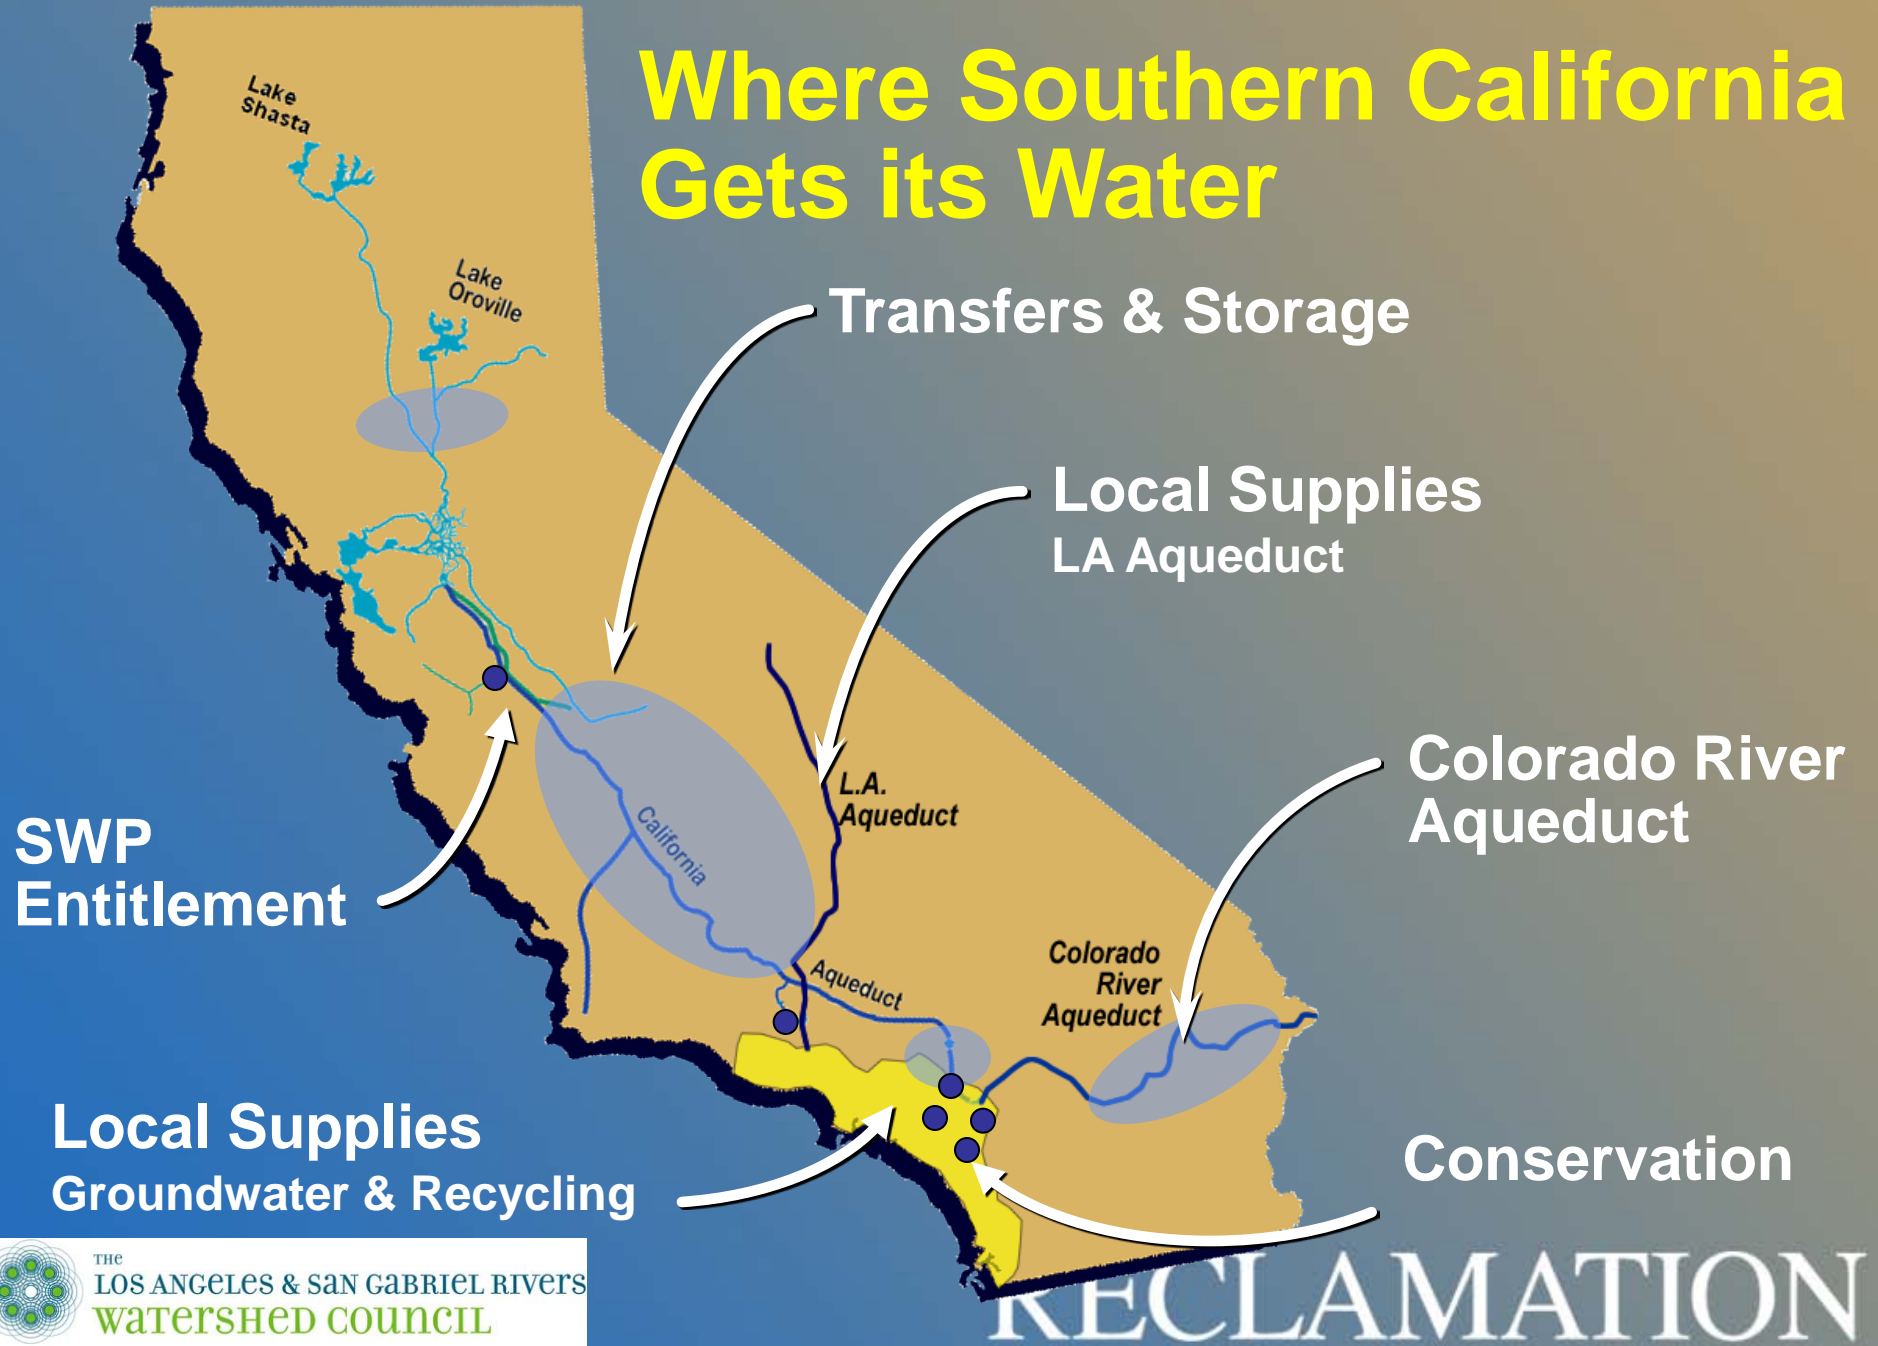 Where Southern California
Gets its Water
Lake
Shasta
Lake
Oroville
Transfers & Storage
Local Supplies
LA Aqueduct
Colorado River
Aqueduct
L.A.
Aqueduct
California
SWP
Entitlement
Aqueduct
Colorado
River
Aqueduct
Local Supplies
Groundwater & Recycling
Conservation
THE
LOS ANGELES & SAN GABRIEL RIVERS
WATERSHED COUNCIL
RECLAMATION